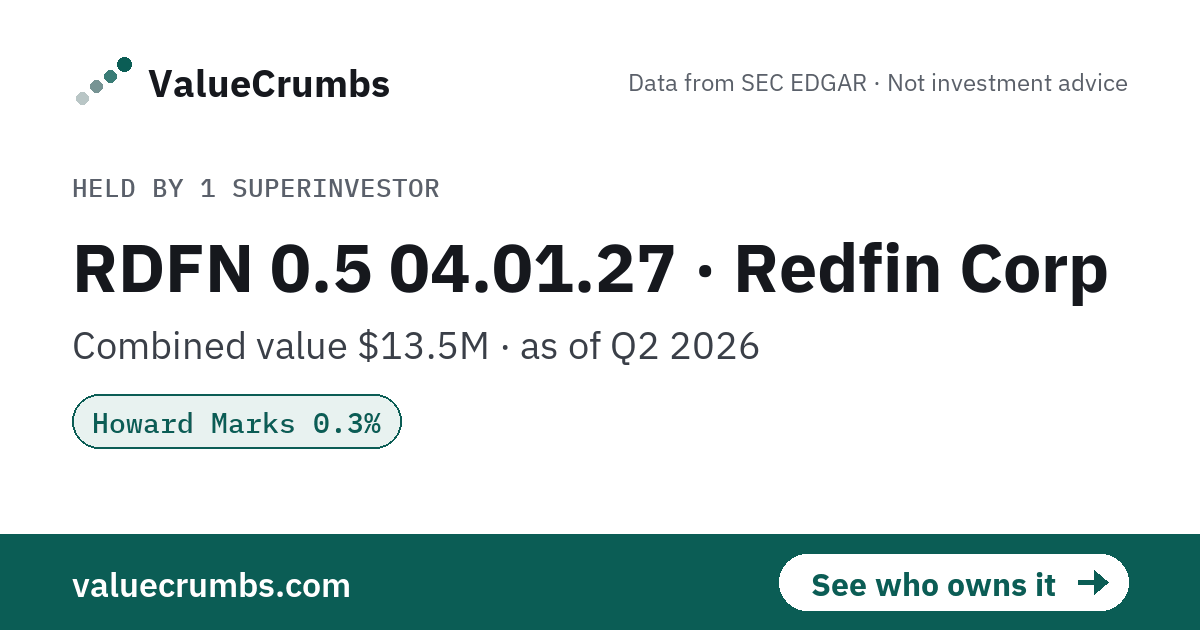 ValueCrumbs
Data from SEC EDGAR · Not investment advice
HELD BY 1 SUPERINVESTOR
RDFN 0.5 04.01.27 · Redfin Corp
Combined value $13.5M · as of Q2 2026
Howard Marks 0.3%
valuecrumbs.com
See who owns it →